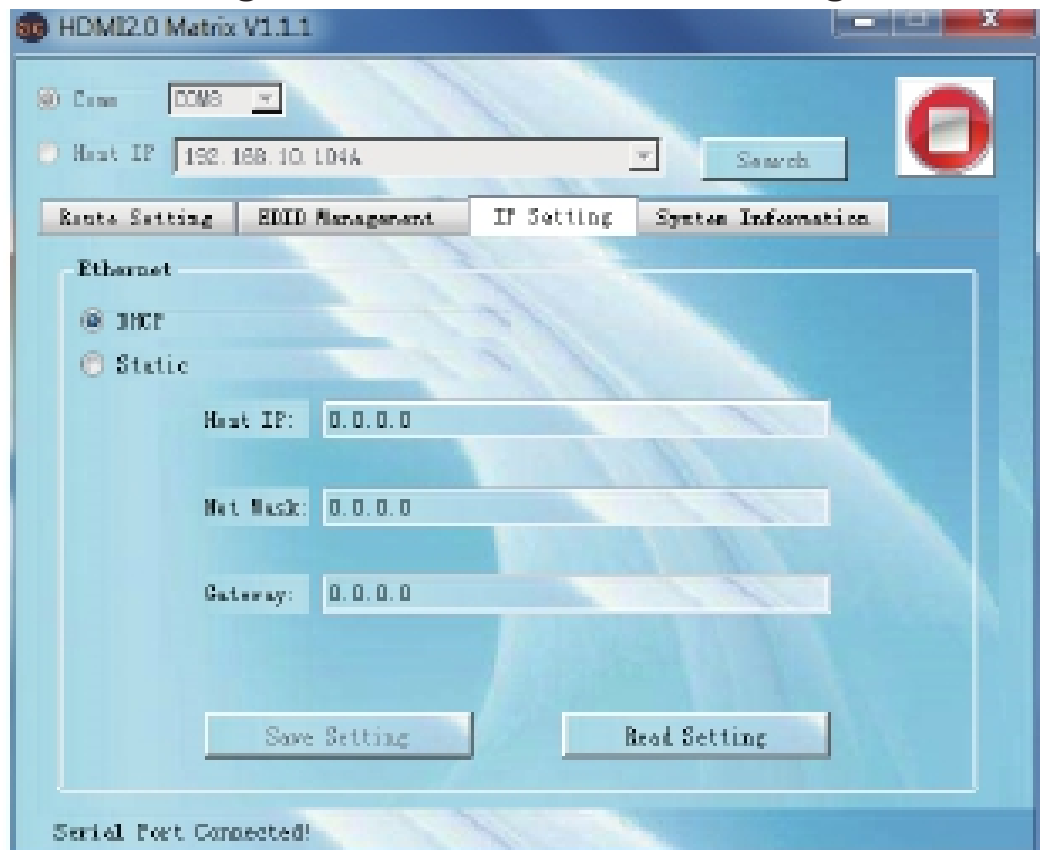 HDMI2.0 Matrix V1.1.1
Comm COM8
Host IP 192.168.10.104A Search
Route Setting EDID Management IP Setting System Information
Ethernet
DHCP
Static
Host IP: 0.0.0.0
Net Mask: 0.0.0.0
Gateway: 0.0.0.0
Save Setting Read Setting
Serial Port Connected!